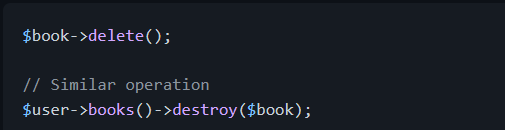 $book->delete();
// Similar operation
$user->books()->destroy($book);